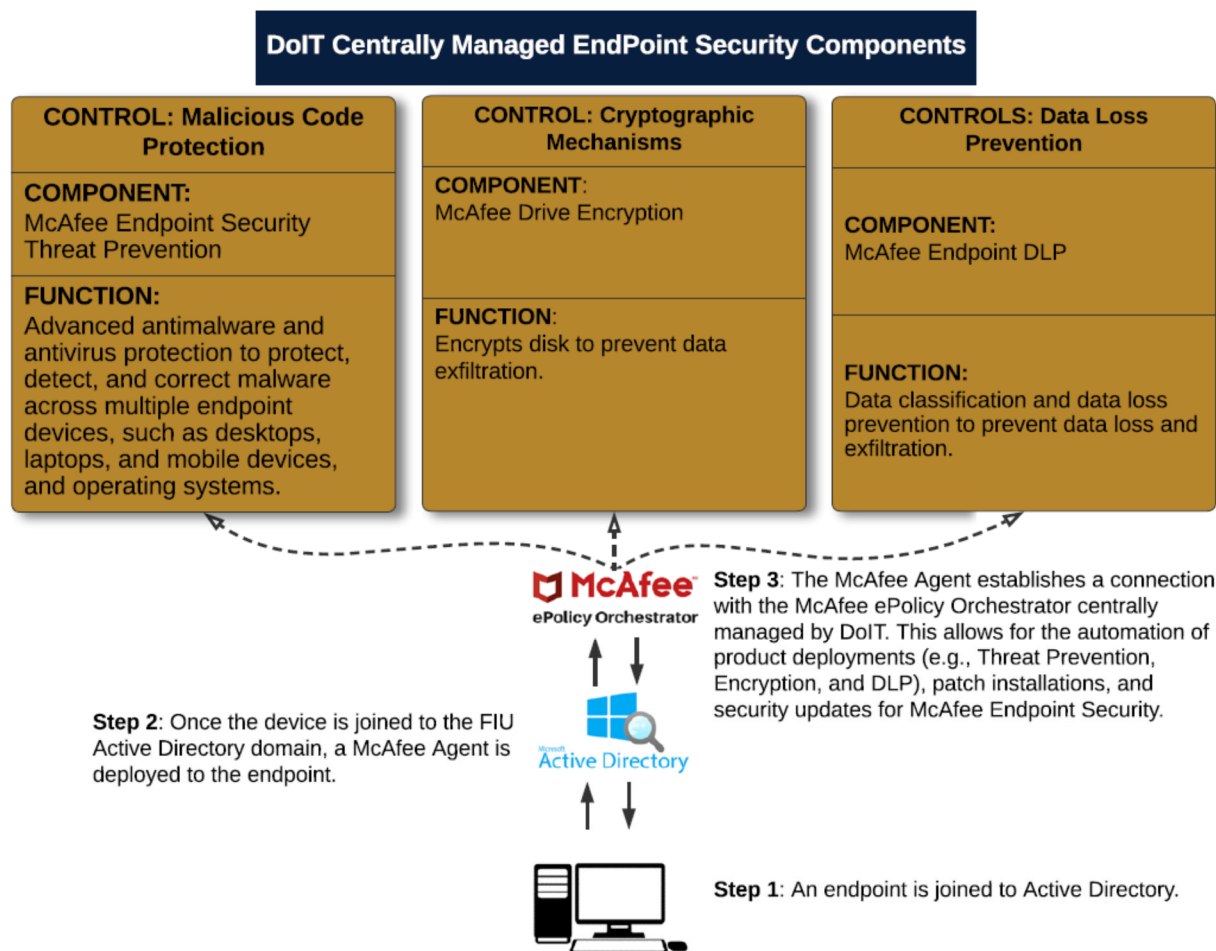 DoIT Centrally Managed EndPoint Security Components
CONTROL: Malicious Code
Protection
COMPONENT:
McAfee Endpoint Security
Threat Prevention
FUNCTION:
Advanced antimalware and
antivirus protection to protect,
detect, and correct malware
across multiple endpoint
devices, such as desktops,
laptops, and mobile devices,
and operating systems.
CONTROL: Cryptographic
Mechanisms
COMPONENT:
McAfee Drive Encryption
FUNCTION:
Encrypts disk to prevent data
exfiltration.
CONTROLS: Data Loss
Prevention
COMPONENT:
McAfee Endpoint DLP
FUNCTION:
Data classification and data loss
prevention to prevent data loss and
exfiltration.
McAfee™
ePolicy Orchestrator
Step 3: The McAfee Agent establishes a connection
with the McAfee ePolicy Orchestrator centrally
managed by DoIT. This allows for the automation of
product deployments (e.g., Threat Prevention,
Encryption, and DLP), patch installations, and
security updates for McAfee Endpoint Security.
Step 2: Once the device is joined to the FIU
Active Directory domain, a McAfee Agent is
deployed to the endpoint.
Microsoft
Active Directory
Step 1: An endpoint is joined to Active Directory.